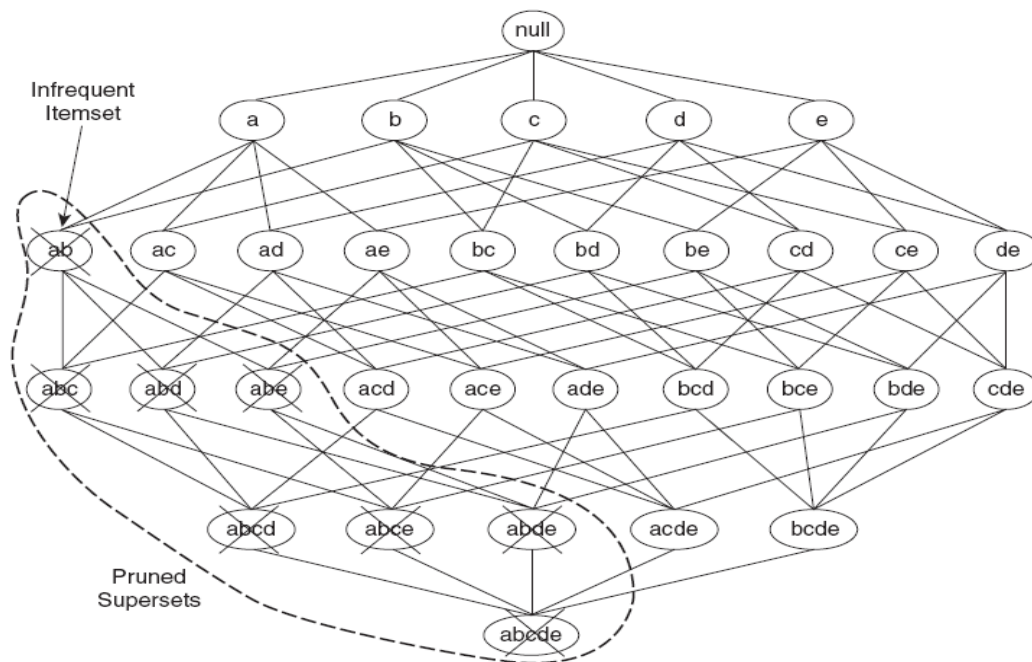 null
Infrequent
Itemset
a b c d e
ab ac ad ae bc bd be cd ce de
abc abd abe acd ace ade bcd bce bde cde
abcd abce abde acde bcde
Pruned
Supersets
abcde